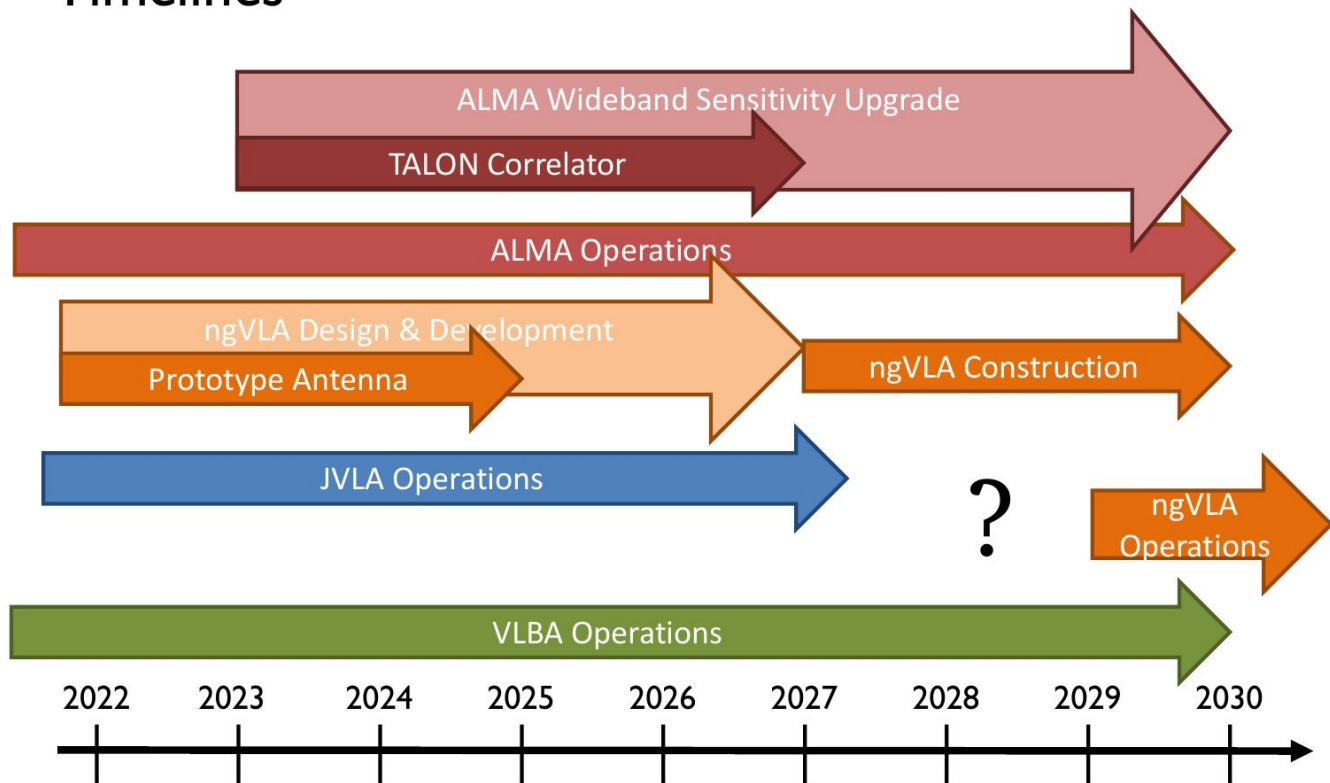 Timelines
ALMA Wideband Sensitivity Upgrade
TALON Correlator
ALMA Operations
ngVLA Design & Development
Prototype Antenna
ngVLA Construction
JVLA Operations
?
ngVLA
Operations
VLBA Operations
2022 2023 2024 2025 2026 2027 2028 2029 2030